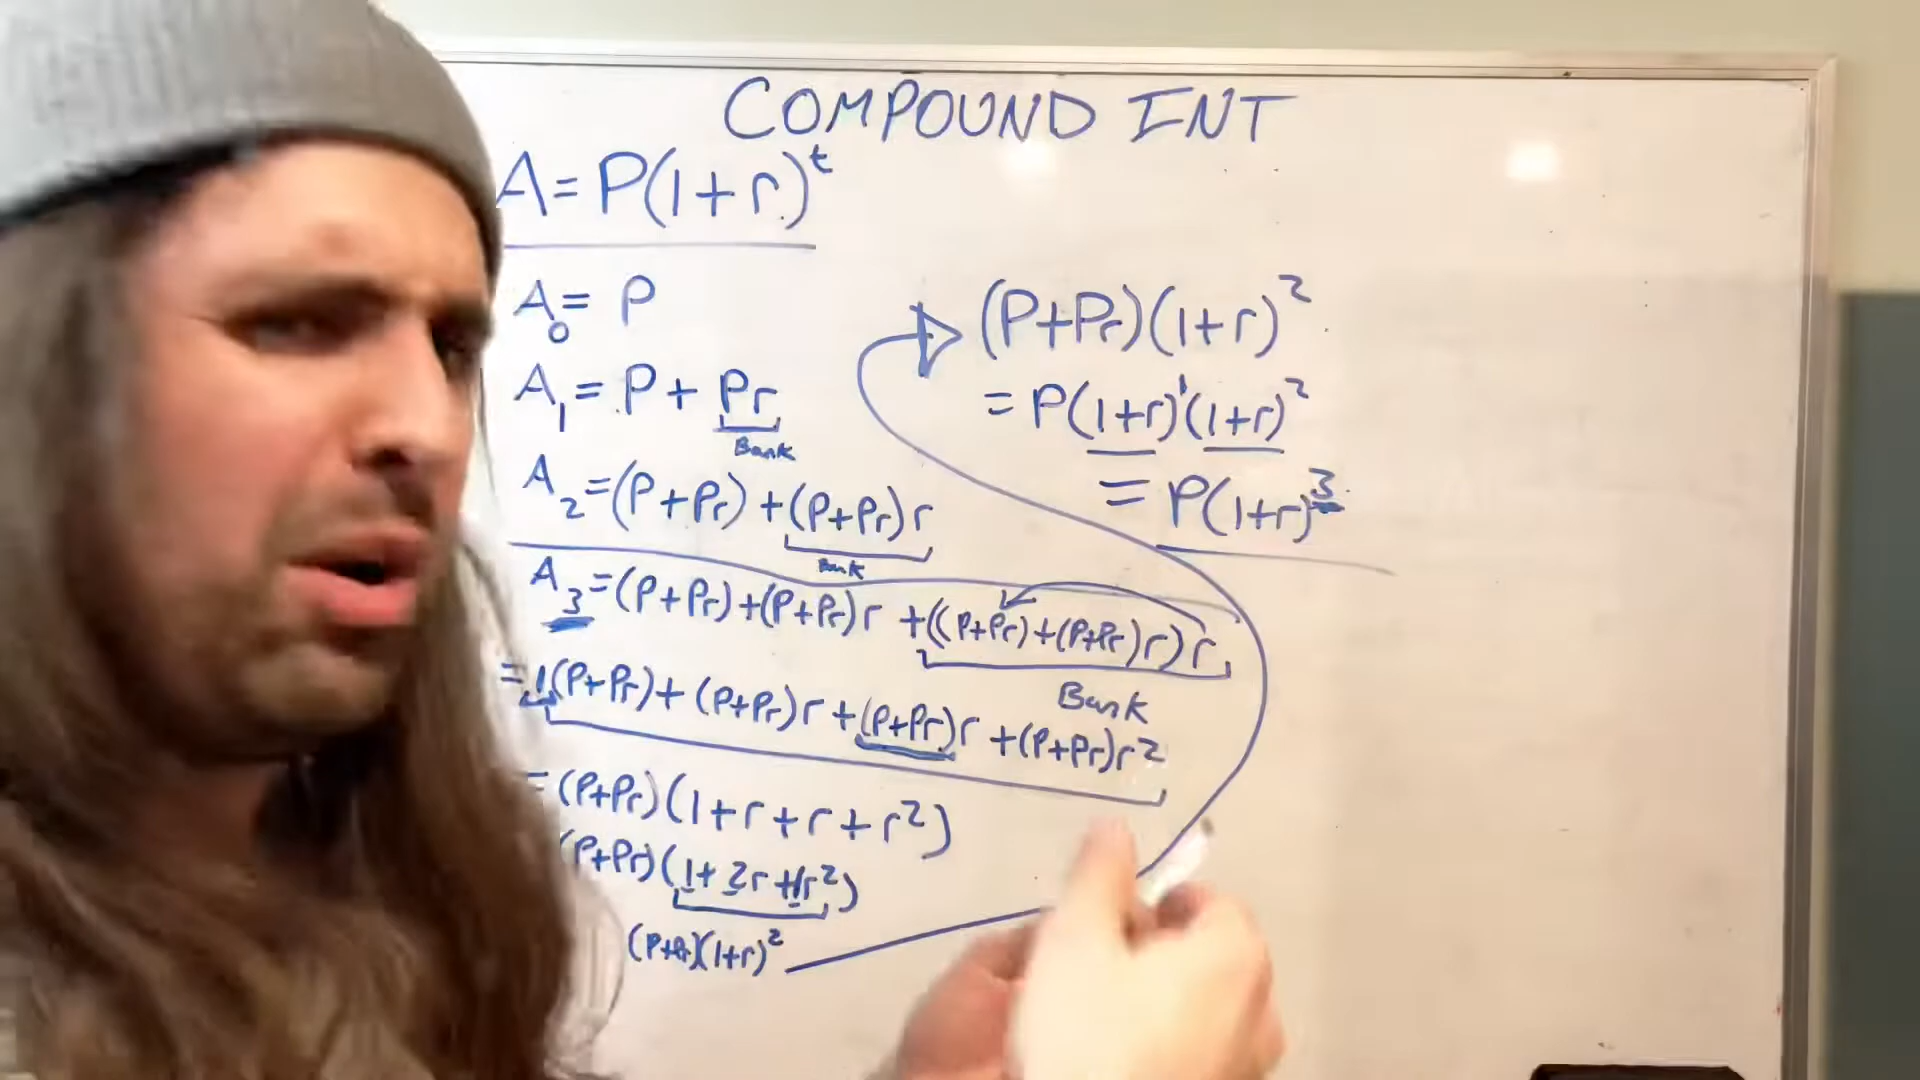 COMPOUND INT
A=P(1+r)^t
A₀= P
A₁= P+ Pr
Bank
A₂=(P+Pr)+(P+Pr)r
Bank
A₃=(P+Pr)+(P+Pr)r+((P+Pr)+(P+Pr)r)r
Bank
=1(P+Pr)+(P+Pr)r+(P+Pr)r+(P+Pr)r²
=(P+Pr)(1+r+r+r²)
(P+Pr)(1+2r+1r²)
(P+Pr)(1+r)²
(P+Pr)(1+r)²
=P(1+r)¹(1+r)²
=P(1+r)³